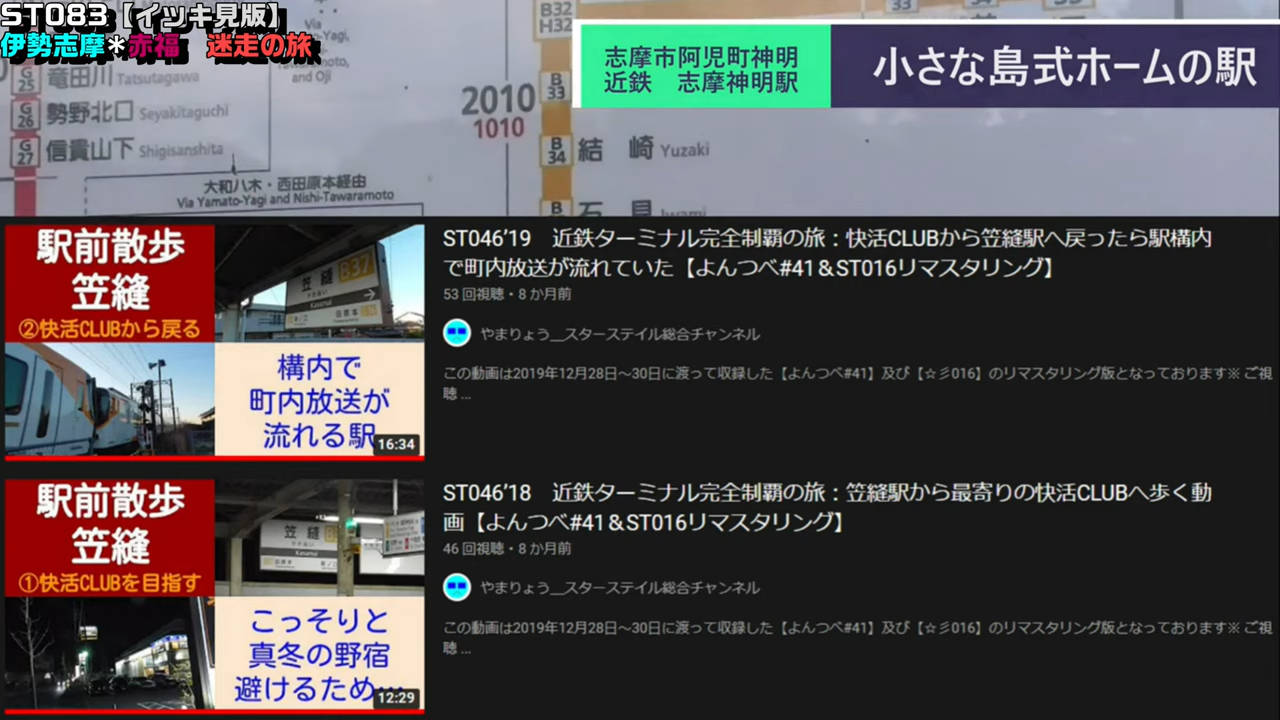 ST083【イツキ見版】
伊勢志摩*赤福　迷走の旅
志摩市阿児町神明
近鉄　志摩神明駅
小さな島式ホームの駅
Via
and Oji
B32
H32
33
G
25
竜田川 Tatsutagawa
G
26
勢野北口 Seyakitaguchi
G
27
信貴山下 Shigisanshita
2010
1010
B
33
B
34
結　崎 Yuzaki
大和八木・西田原本経由
Via Yamato-Yagi and Nishi-Tawaramoto
駅前散歩
笠縫
②快活CLUBから戻る
笠縫
B37
Kasanui
構内で
町内放送が
流れる駅
16:34
ST046'19　近鉄ターミナル完全制覇の旅：快活CLUBから笠縫駅へ戻ったら駅構内
で町内放送が流れていた【よんつべ#41＆ST016リマスタリング】
53 回視聴・8 か月前
やまりょう__スターステイル総合チャンネル
この動画は2019年12月28日～30日に渡って収録した【よんつべ#41】及び【☆彡016】のリマスタリング版となっております※ ご視
聴 ...
駅前散歩
笠縫
①快活CLUBを目指す
笠縫
Kasanui
こっそりと
真冬の野宿
避けるため…
12:29
ST046'18　近鉄ターミナル完全制覇の旅：笠縫駅から最寄りの快活CLUBへ歩く動
画【よんつべ#41＆ST016リマスタリング】
46 回視聴・8 か月前
やまりょう__スターステイル総合チャンネル
この動画は2019年12月28日～30日に渡って収録した【よんつべ#41】及び【☆彡016】のリマスタリング版となっております※ ご視
聴 ...